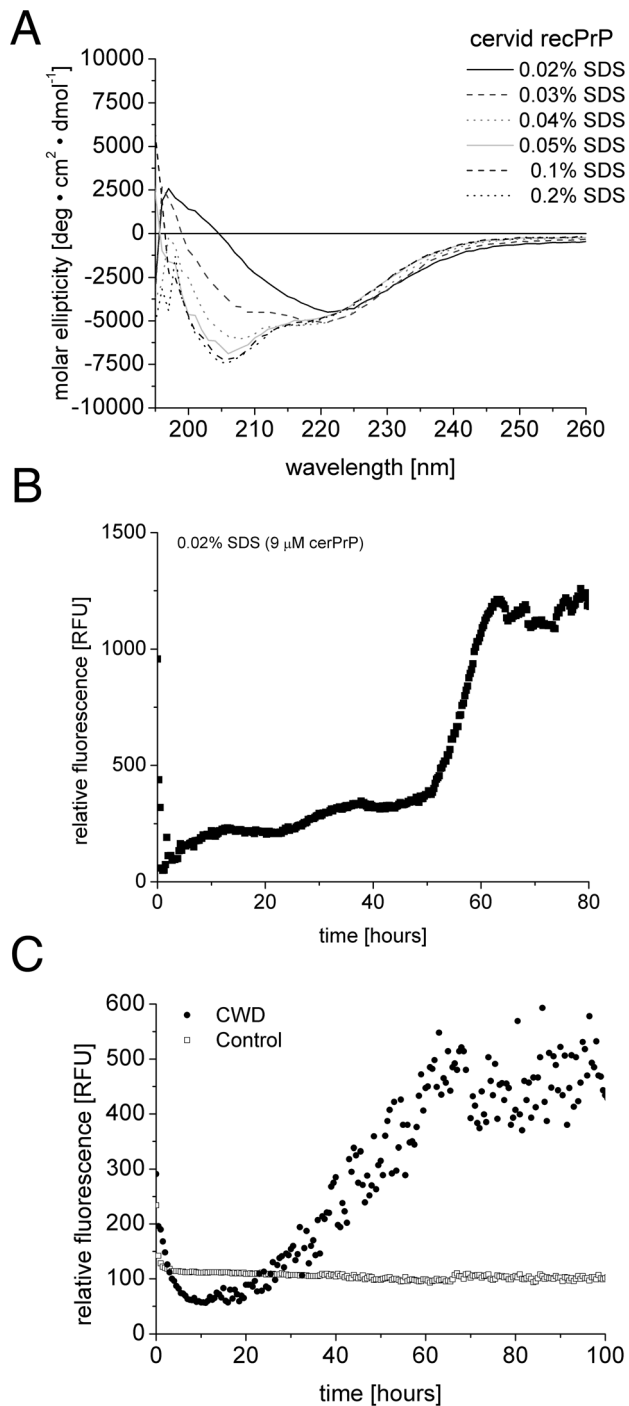 A
cervid recPrP
0.02% SDS
0.03% SDS
0.04% SDS
0.05% SDS
0.1% SDS
0.2% SDS
molar ellipticity [deg • cm² • dmol⁻¹]
10000
7500
5000
2500
0
-2500
-5000
-7500
-10000
200 210 220 230 240 250 260
wavelength [nm]
B
0.02% SDS (9 μM cerPrP)
relative fluorescence [RFU]
1500
1000
500
0
0 20 40 60 80
time [hours]
C
CWD
Control
relative fluorescence [RFU]
600
500
400
300
200
100
0
0 20 40 60 80 100
time [hours]